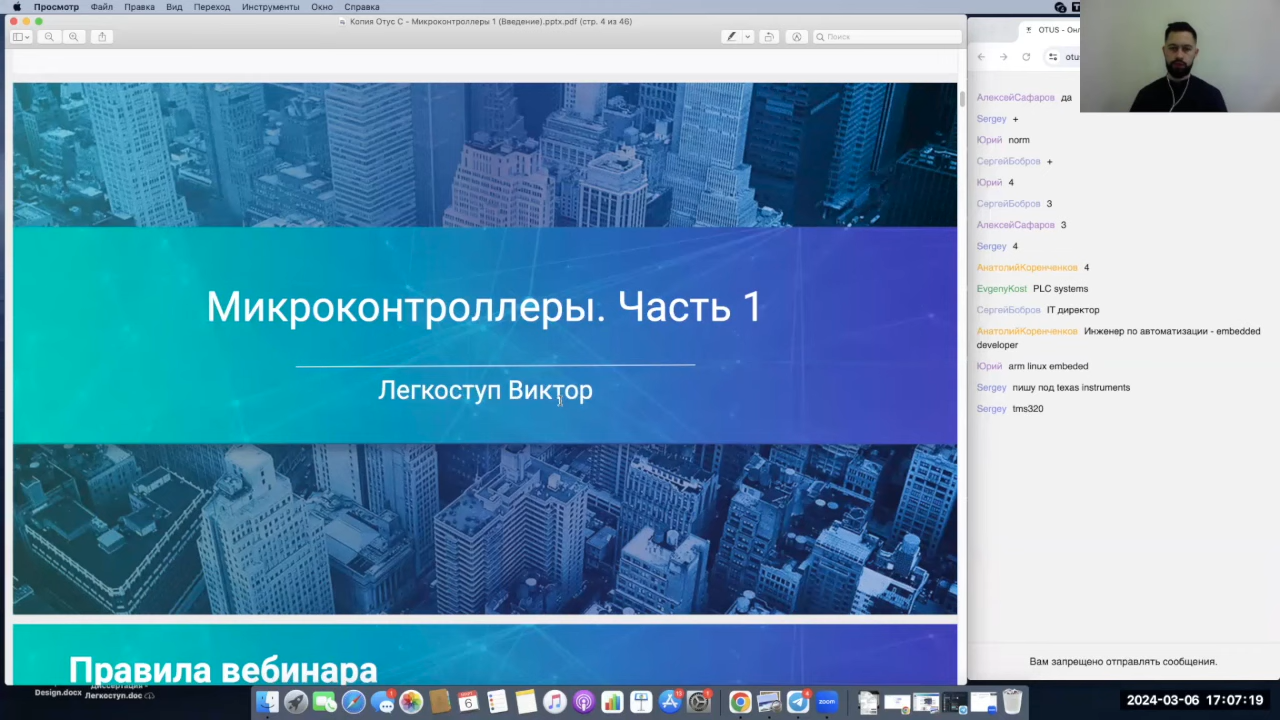 Просмотр Файл Правка Вид Переход Инструменты Окно Справка
Копия Отус С - Микроконтроллеры 1 (Введение).pptx.pdf (стр. 4 из 46)
Поиск
Микроконтроллеры. Часть 1
Легкоступ Виктор
Правила вебинара
Design.docx
Легкоступ.doc
OTUS - Онл
otus
АлексейСафаров да
Sergey +
Юрий norm
СергейБобров +
Юрий 4
СергейБобров 3
АлексейСафаров 3
Sergey 4
АнатолийКоренченков 4
EvgenyKost PLC systems
СергейБобров IT директор
АнатолийКоренченков Инженер по автоматизации - embedded
developer
Юрий arm linux embeded
Sergey пишу под texas instruments
Sergey tms320
Вам запрещено отправлять сообщения.
zoom
2024-03-06 17:07:19